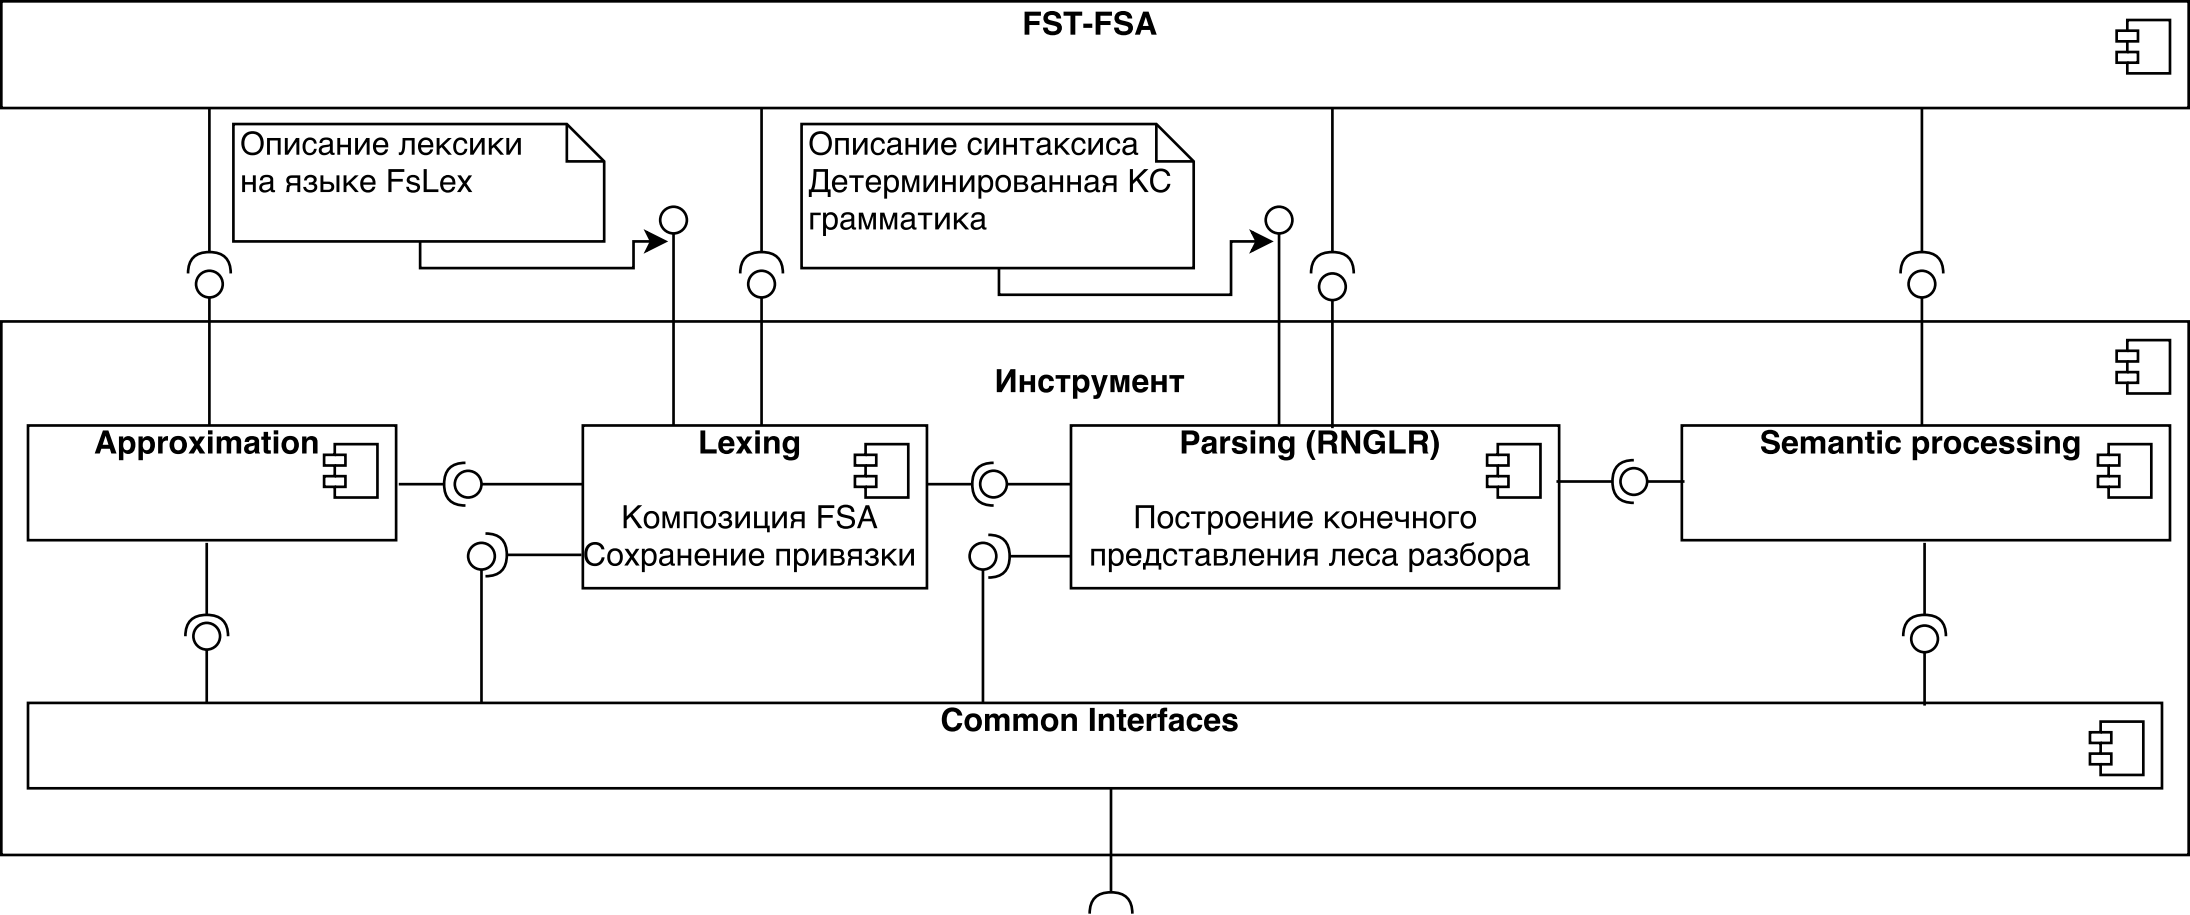 FST-FSA
Описание лексики
на языке FsLex
Описание синтаксиса
Детерминированная КС
грамматика
Инструмент
Approximation
Lexing
Композиция FSA
Сохранение привязки
Parsing (RNGLR)
Построение конечного
представления леса разбора
Semantic processing
Common Interfaces